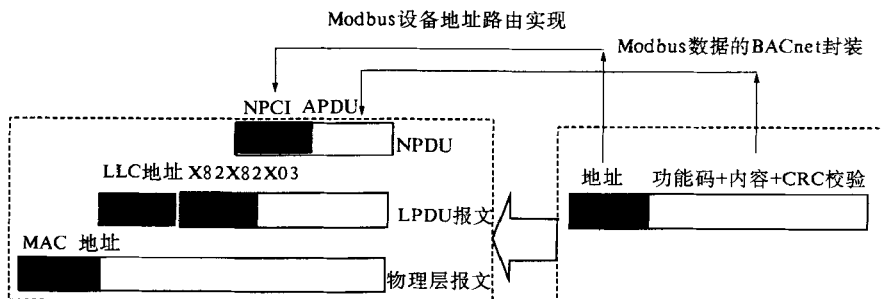 Modbus设备地址路由实现
Modbus数据的BACnet封装
NPCI APDU
NPDU
LLC地址 X82X82X03
地址 功能码+内容+CRC校验
LPDU报文
MAC 地址
物理层报文